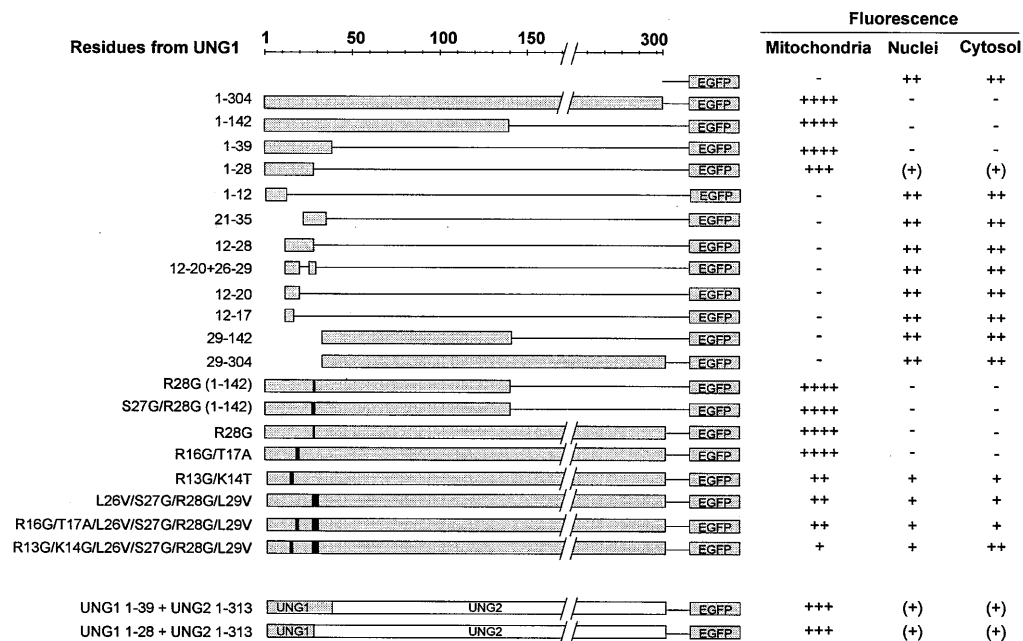 Fluorescence
Residues from UNG1 1 50 100 150 300 Mitochondria Nuclei Cytosol
EGFP - ++ ++
1-304 EGFP ++++ - -
1-142 EGFP ++++ - -
1-39 EGFP ++++ - -
1-28 EGFP +++ (+) (+)
1-12 EGFP - ++ ++
21-35 EGFP - ++ ++
12-28 EGFP - ++ ++
12-20+26-29 EGFP - ++ ++
12-20 EGFP - ++ ++
12-17 EGFP - ++ ++
29-142 EGFP - ++ ++
29-304 EGFP - ++ ++
R28G (1-142) EGFP ++++ - -
S27G/R28G (1-142) EGFP ++++ - -
R28G EGFP ++++ - -
R16G/T17A EGFP ++++ - -
R13G/K14T EGFP ++ + +
L26V/S27G/R28G/L29V EGFP ++ + +
R16G/T17A/L26V/S27G/R28G/L29V EGFP ++ + +
R13G/K14G/L26V/S27G/R28G/L29V EGFP + + ++
UNG1 1-39 + UNG2 1-313 UNG1 UNG2 EGFP +++ (+) (+)
UNG1 1-28 + UNG2 1-313 UNG1 UNG2 EGFP +++ (+) (+)